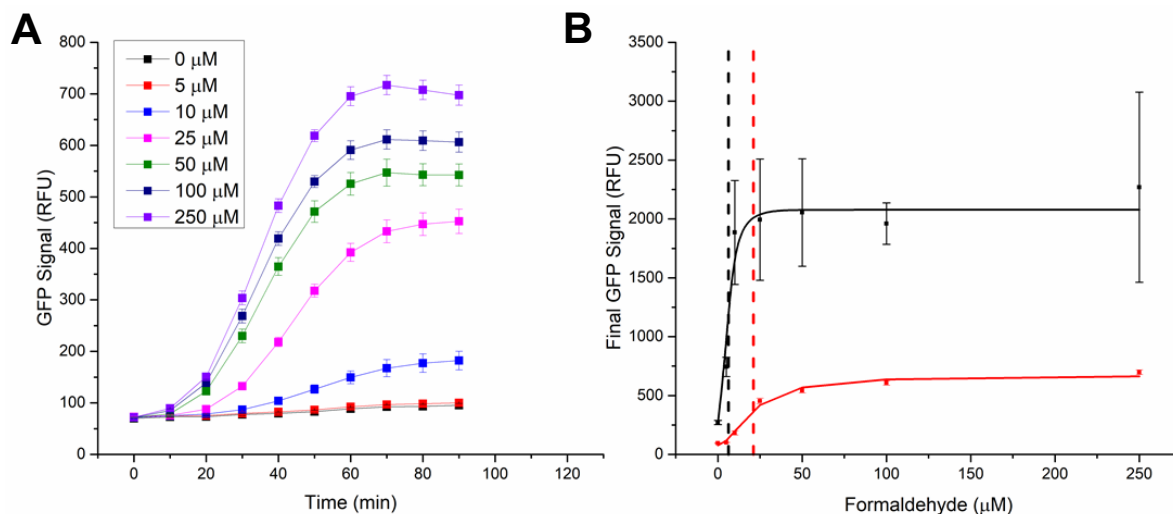 A
GFP Signal (RFU)
800
700
600
500
400
300
200
100
0
0 μM
5 μM
10 μM
25 μM
50 μM
100 μM
250 μM
0 20 40 60 80 100 120
Time (min)
B
Final GFP Signal (RFU)
3500
3000
2500
2000
1500
1000
500
0
0 50 100 150 200 250
Formaldehyde (μM)